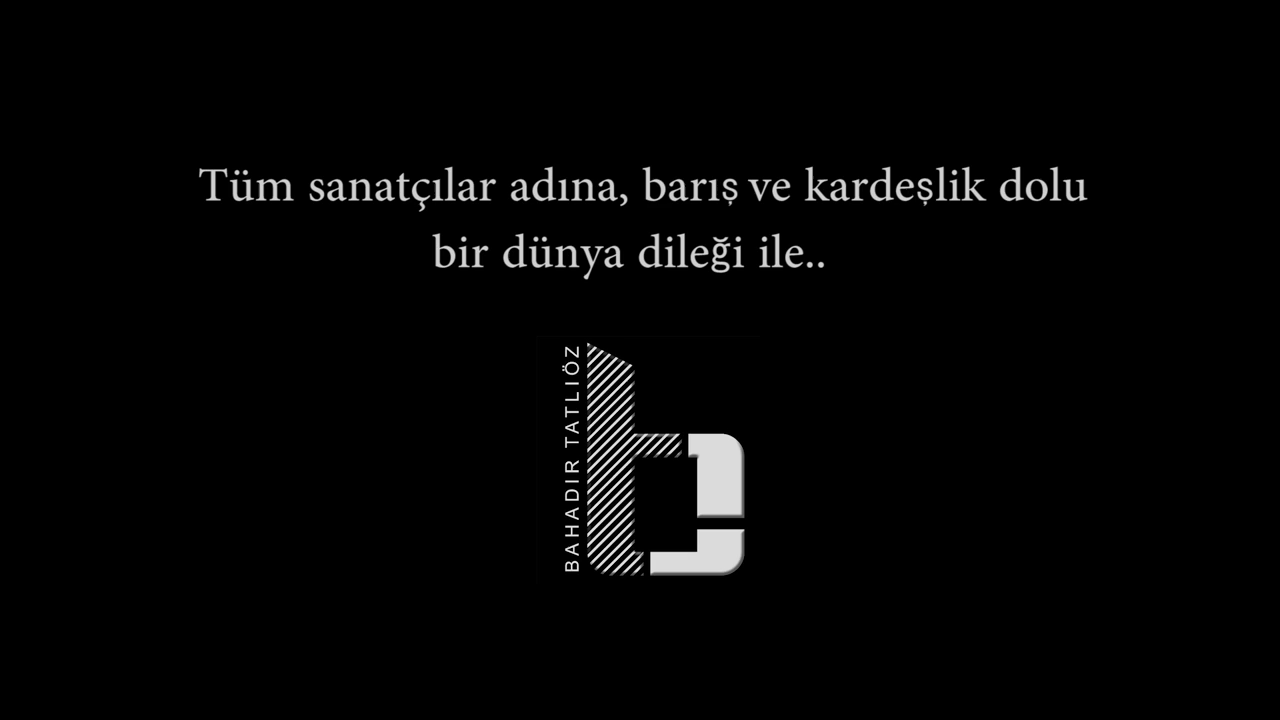 Tüm sanatçılar adına, barış ve kardeşlik dolu
bir dünya dileği ile..
BAHADIR TATLIÖZ